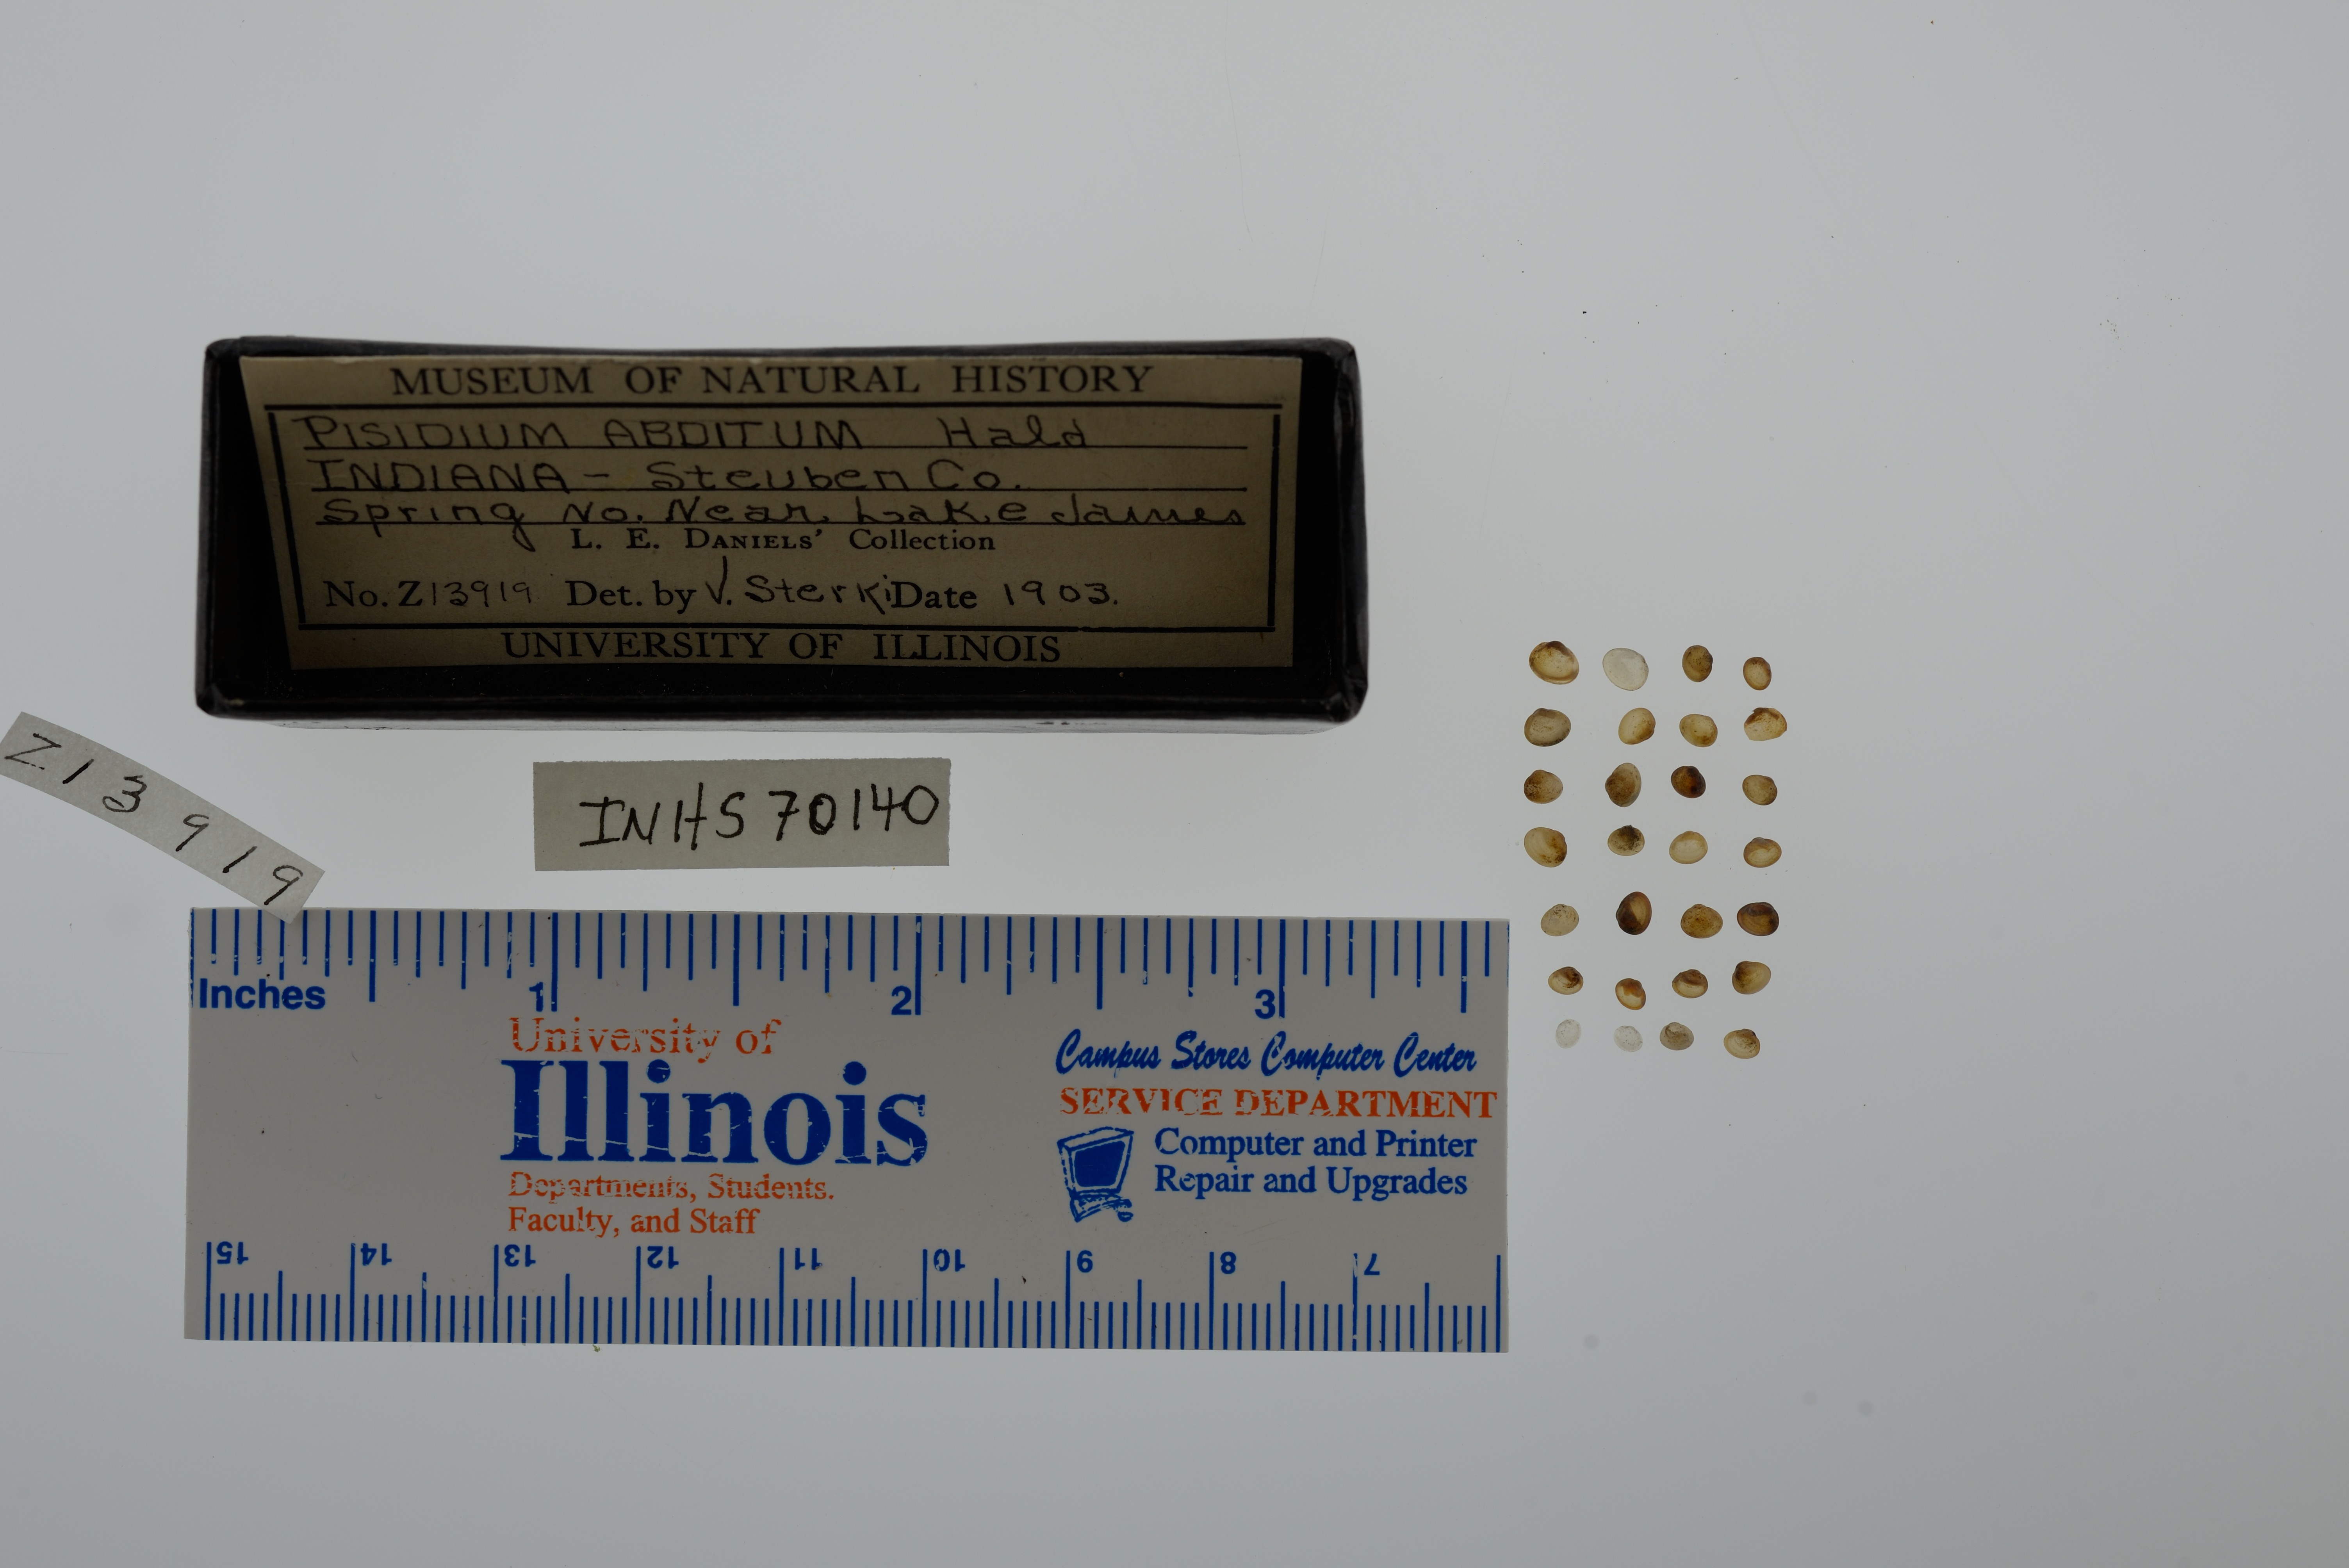 MUSEUM OF NATURAL HISTORY
PISIDIUM ABDITUM Hald
INDIANA - Steuben Co.
Spring No. Near Lake James
L. E. DANIELS' Collection
No. Z13919 Det. by V. Sterki Date 1903.
UNIVERSITY OF ILLINOIS
Z13919
INHS 70140
Inches 1 2 3
University of
Illinois
Departments, Students.
Faculty, and Staff
Campus Stores Computer Center
SERVICE DEPARTMENT
Computer and Printer
Repair and Upgrades
15 14 13 12 11 10 9 8 7